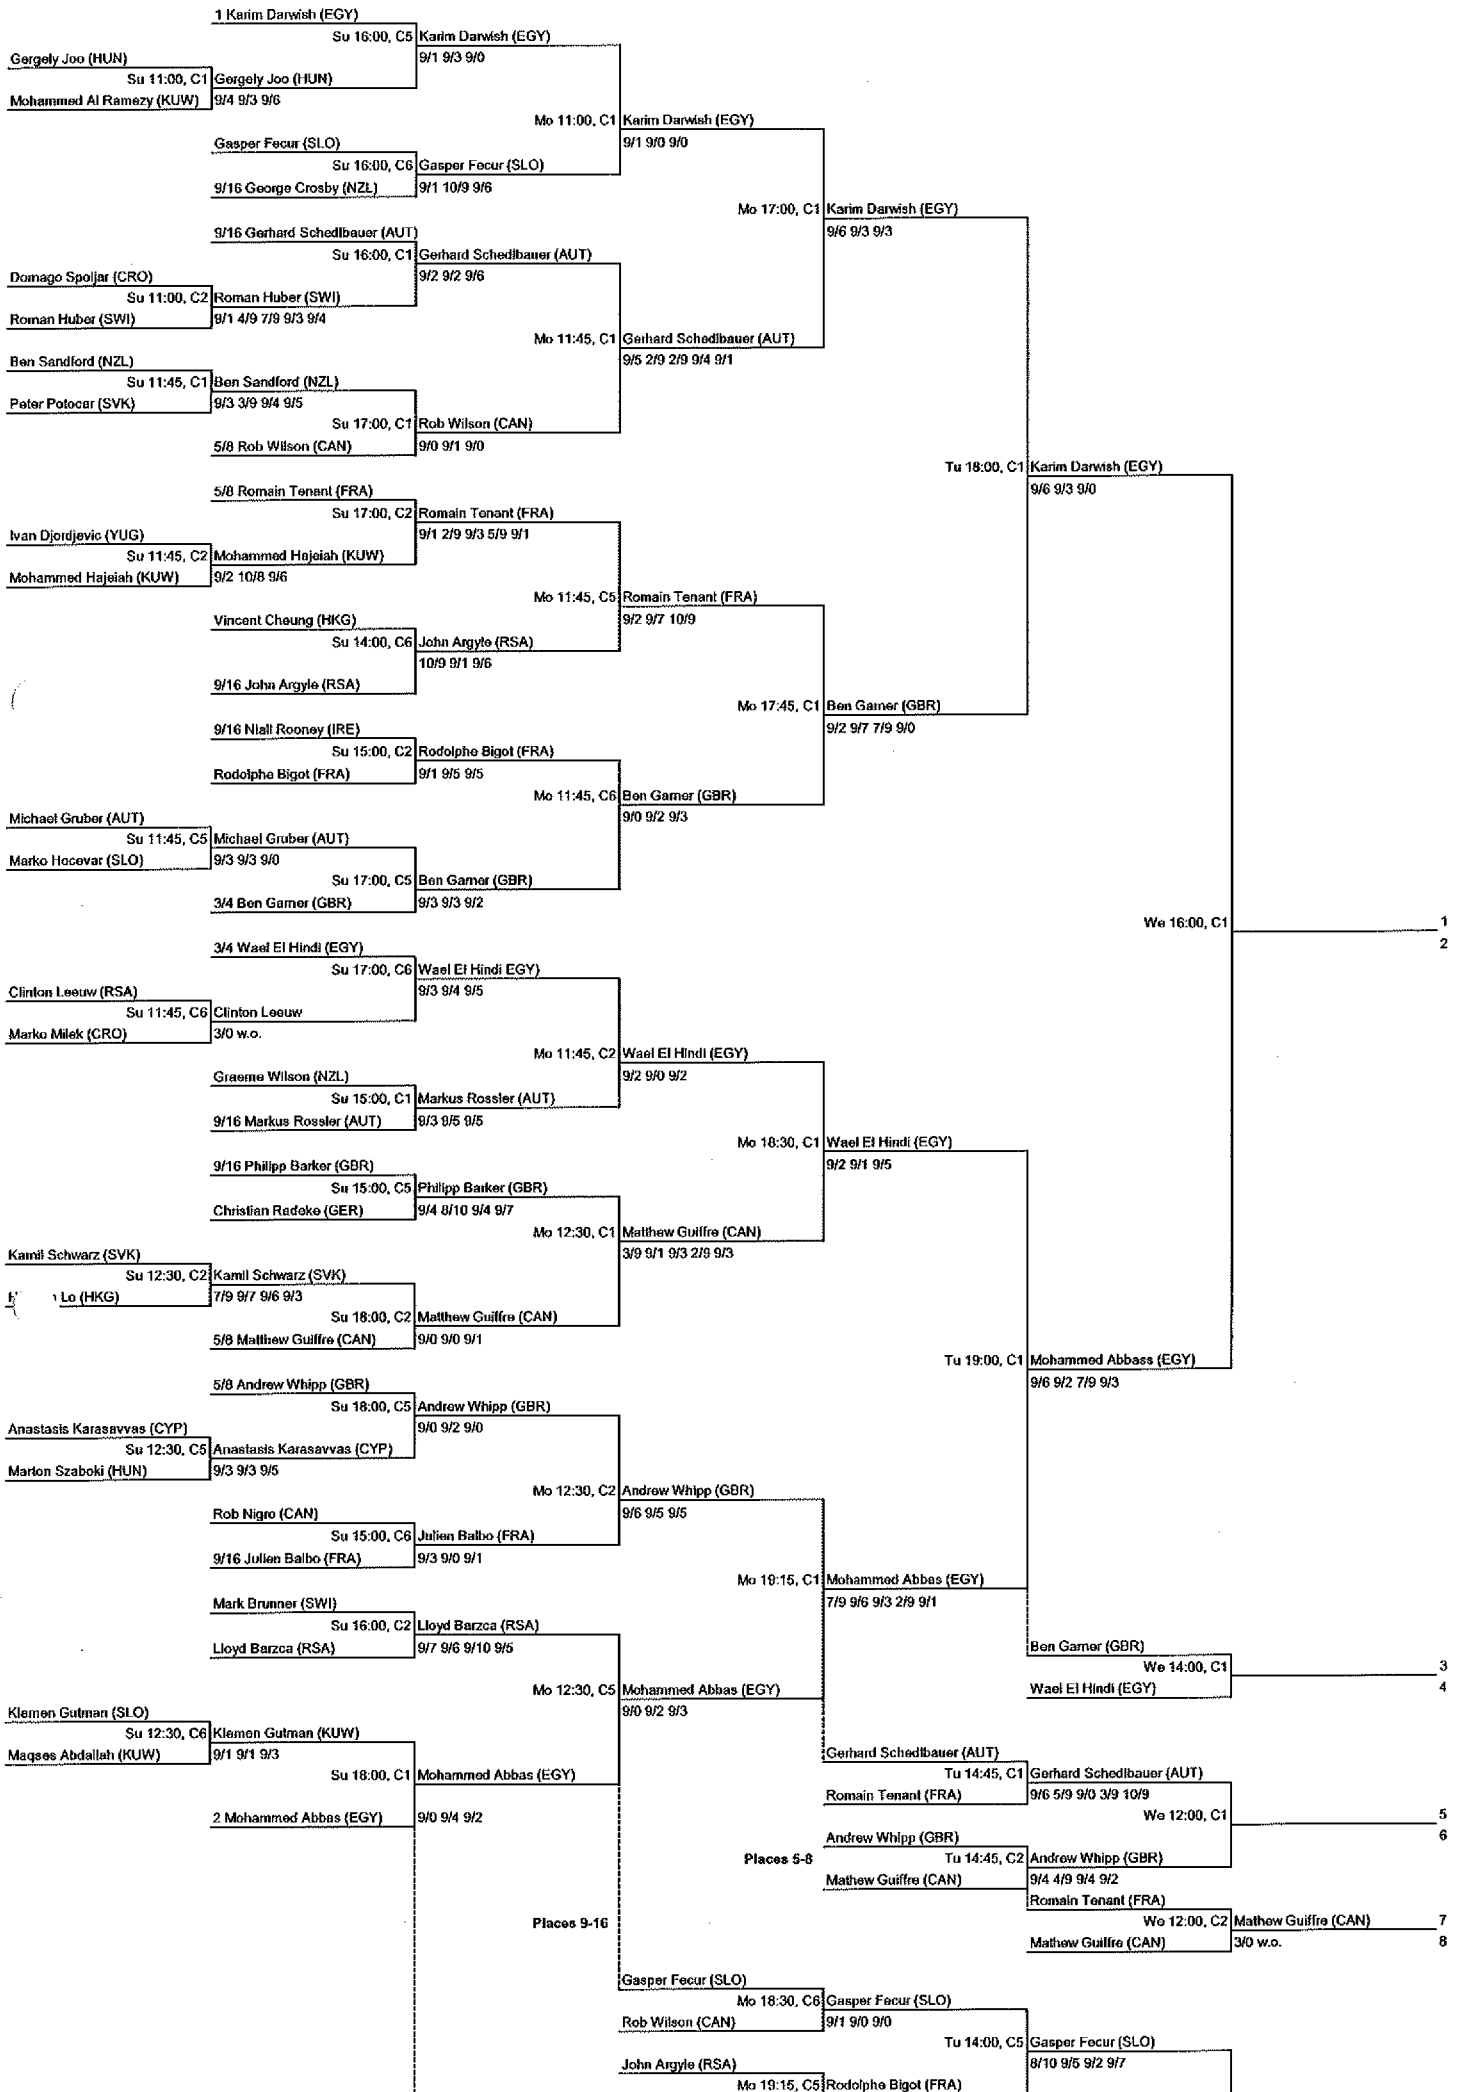 1 Karim Darwish (EGY)
Su 16:00, C5 Karim Darwish (EGY)
Gergely Joo (HUN)
9/1 9/3 9/0
Su 11:00, C1 Gergely Joo (HUN)
Mohammed Al Ramezy (KUW) 9/4 9/3 9/6
Mo 11:00, C1 Karim Darwish (EGY)
Gasper Fecur (SLO)
9/1 9/0 9/0
Su 16:00, C6 Gasper Fecur (SLO)
9/16 George Crosby (NZL) 9/1 10/9 9/6
Mo 17:00, C1 Karim Darwish (EGY)
9/16 Gerhard Schedlbauer (AUT)
9/6 9/3 9/3
Su 16:00, C1 Gerhard Schedlbauer (AUT)
Domago Spoljar (CRO)
9/2 9/2 9/6
Su 11:00, C2 Roman Huber (SWI)
Roman Huber (SWI) 9/1 4/9 7/9 9/3 9/4
Mo 11:45, C1 Gerhard Schedlbauer (AUT)
Ben Sandford (NZL)
9/5 2/9 2/9 9/4 9/1
Su 11:45, C1 Ben Sandford (NZL)
Peter Potocar (SVK) 9/3 3/9 9/4 9/5
Su 17:00, C1 Rob Wilson (CAN)
5/8 Rob Wilson (CAN) 9/0 9/1 9/0
Tu 18:00, C1 Karim Darwish (EGY)
9/6 9/3 9/0
5/8 Romain Tenant (FRA)
Su 17:00, C2 Romain Tenant (FRA)
Ivan Djordjevic (YUG)
9/1 2/9 9/3 5/9 9/1
Su 11:45, C2 Mohammed Hajeiah (KUW)
Mohammed Hajeiah (KUW) 9/2 10/8 9/6
Mo 11:45, C5 Romain Tenant (FRA)
Vincent Cheung (HKG)
9/2 9/7 10/9
Su 14:00, C6 John Argyle (RSA)
10/9 9/1 9/6
9/16 John Argyle (RSA)
Mo 17:45, C1 Ben Garner (GBR)
9/16 Niall Rooney (IRE)
9/2 9/7 7/9 9/0
Su 15:00, C2 Rodolphe Bigot (FRA)
Rodolphe Bigot (FRA) 9/1 9/5 9/5
Mo 11:45, C6 Ben Garner (GBR)
Michael Gruber (AUT)
9/0 9/2 9/3
Su 11:45, C5 Michael Gruber (AUT)
Marko Hocevar (SLO) 9/3 9/3 9/0
Su 17:00, C5 Ben Garner (GBR)
3/4 Ben Garner (GBR) 9/3 9/3 9/2
We 16:00, C1 1
2
3/4 Wael El Hindi (EGY)
Su 17:00, C6 Wael El Hindi EGY)
Clinton Leeuw (RSA)
9/3 9/4 9/5
Su 11:45, C6 Clinton Leeuw
Marko Milek (CRO) 3/0 w.o.
Mo 11:45, C2 Wael El Hindi (EGY)
Graeme Wilson (NZL)
9/2 9/0 9/2
Su 15:00, C1 Markus Rossler (AUT)
9/16 Markus Rossler (AUT) 9/3 9/5 9/5
Mo 18:30, C1 Wael El Hindi (EGY)
9/16 Philipp Barker (GBR)
9/2 9/1 9/5
Su 15:00, C5 Philipp Barker (GBR)
Christian Radeke (GER) 9/4 8/10 9/4 9/7
Mo 12:30, C1 Matthew Guiffre (CAN)
Kamil Schwarz (SVK)
3/9 9/1 9/3 2/9 9/3
Su 12:30, C2 Kamil Schwarz (SVK)
Lo (HKG) 7/9 9/7 9/6 9/3
Su 18:00, C2 Matthew Guiffre (CAN)
5/8 Matthew Guiffre (CAN) 9/0 9/0 9/1
Tu 19:00, C1 Mohammed Abbass (EGY)
9/6 9/2 7/9 9/3
5/8 Andrew Whipp (GBR)
Su 18:00, C5 Andrew Whipp (GBR)
Anastasis Karasavvas (CYP)
9/0 9/2 9/0
Su 12:30, C5 Anastasis Karasavvas (CYP)
Marton Szaboki (HUN) 9/3 9/3 9/5
Mo 12:30, C2 Andrew Whipp (GBR)
Rob Nigro (CAN)
9/6 9/5 9/5
Su 15:00, C6 Julien Balbo (FRA)
9/16 Julien Balbo (FRA) 9/3 9/0 9/1
Mo 19:15, C1 Mohammed Abbas (EGY)
Mark Brunner (SWI)
7/9 9/6 9/3 2/9 9/1
Su 16:00, C2 Lloyd Barzca (RSA)
Lloyd Barzca (RSA) 9/7 9/6 9/10 9/5
Ben Garner (GBR)
We 14:00, C1 3
Wael El Hindi (EGY) 4
Mo 12:30, C5 Mohammed Abbas (EGY)
9/0 9/2 9/3
Klemen Gutman (SLO)
Su 12:30, C6 Klemen Gutman (KUW)
Maqses Abdallah (KUW) 9/1 9/1 9/3
Gerhard Schedlbauer (AUT)
Su 18:00, C1 Mohammed Abbas (EGY)
Tu 14:45, C1 Gerhard Schedlbauer (AUT)
Romain Tenant (FRA) 9/6 5/9 9/0 3/9 10/9
2 Mohammed Abbas (EGY) 9/0 9/4 9/2
We 12:00, C1 5
6
Andrew Whipp (GBR)
Places 5-8
Tu 14:45, C2 Andrew Whipp (GBR)
Mathew Guiffre (CAN) 9/4 4/9 9/4 9/2
Romain Tenant (FRA)
Places 9-16
We 12:00, C2 Mathew Guiffre (CAN) 7
Mathew Guiffre (CAN) 3/0 w.o. 8
Gasper Fecur (SLO)
Mo 18:30, C6 Gasper Fecur (SLO)
Rob Wilson (CAN) 9/1 9/0 9/0
Tu 14:00, C5 Gasper Fecur (SLO)
John Argyle (RSA)
8/10 9/5 9/2 9/7
Mo 19:15, C5 Rodolphe Bigot (FRA)